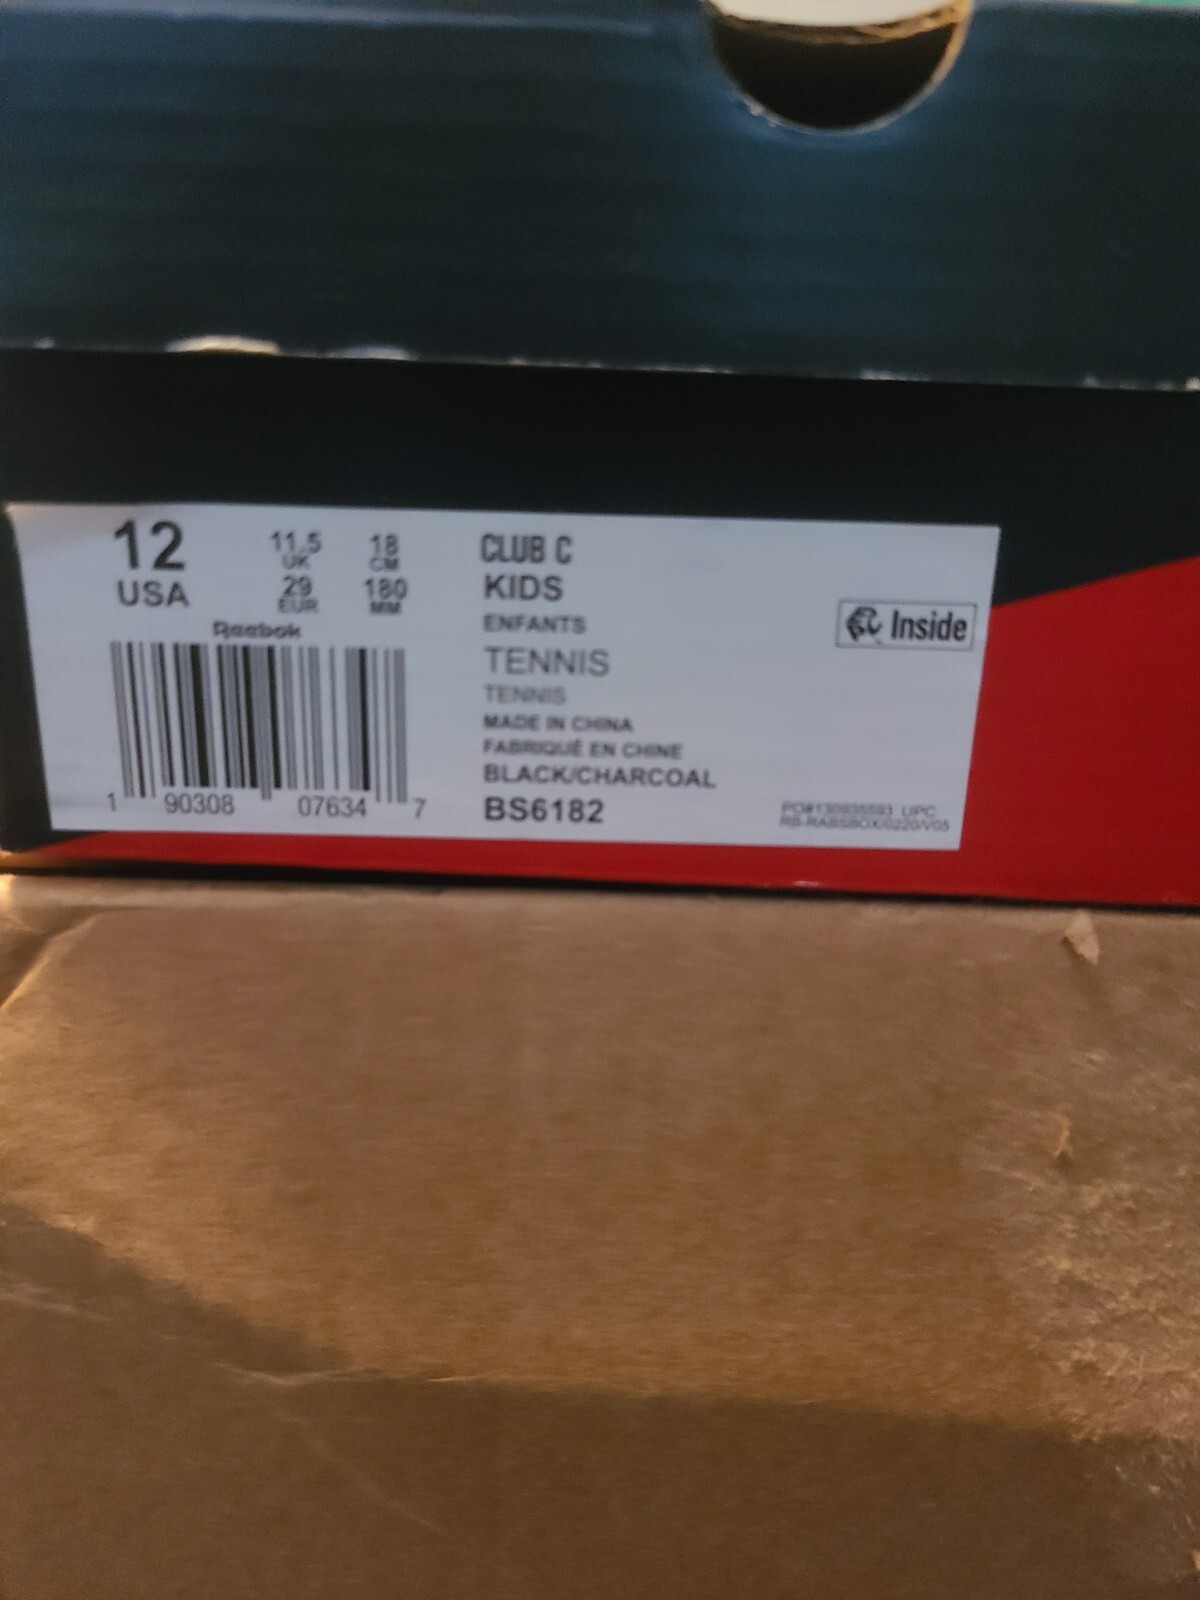 12
USA
11.5
UK
29
EUR
18
CM
180
MM
Reebok
1 90308 07634 7
CLUB C
KIDS
ENFANTS
TENNIS
TENNIS
MADE IN CHINA
FABRIQUÉ EN CHINE
BLACK/CHARCOAL
BS6182
Inside
UPC